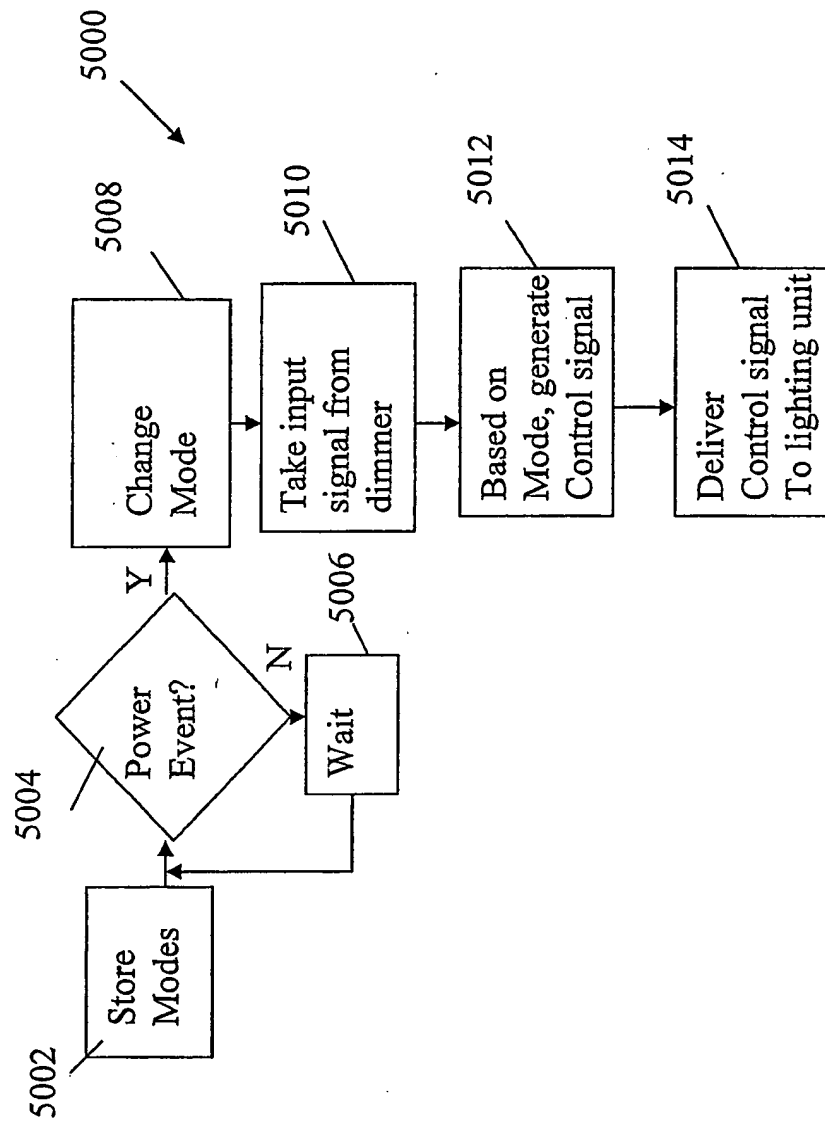 5000
5002
Store
Modes
5004
Power
Event?
Y
N
5006
Wait
5008
Change
Mode
5010
Take input
signal from
dimmer
5012
Based on
Mode, generate
Control signal
5014
Deliver
Control signal
To lighting unit